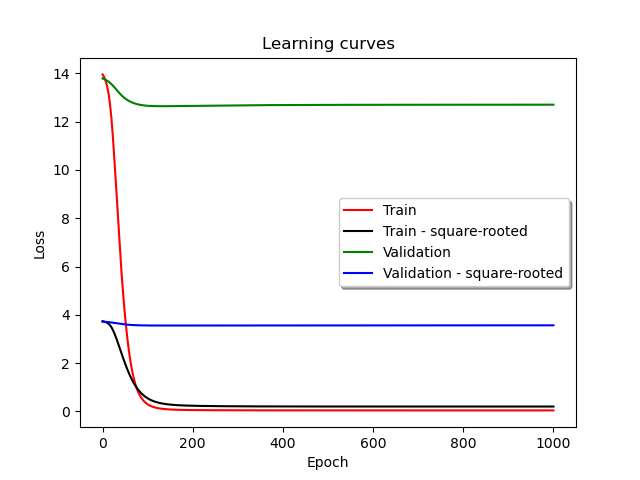 Learning curves
14
12
10
8
6
4
2
0
Loss
Train
Train - square-rooted
Validation
Validation - square-rooted
0 200 400 600 800 1000
Epoch